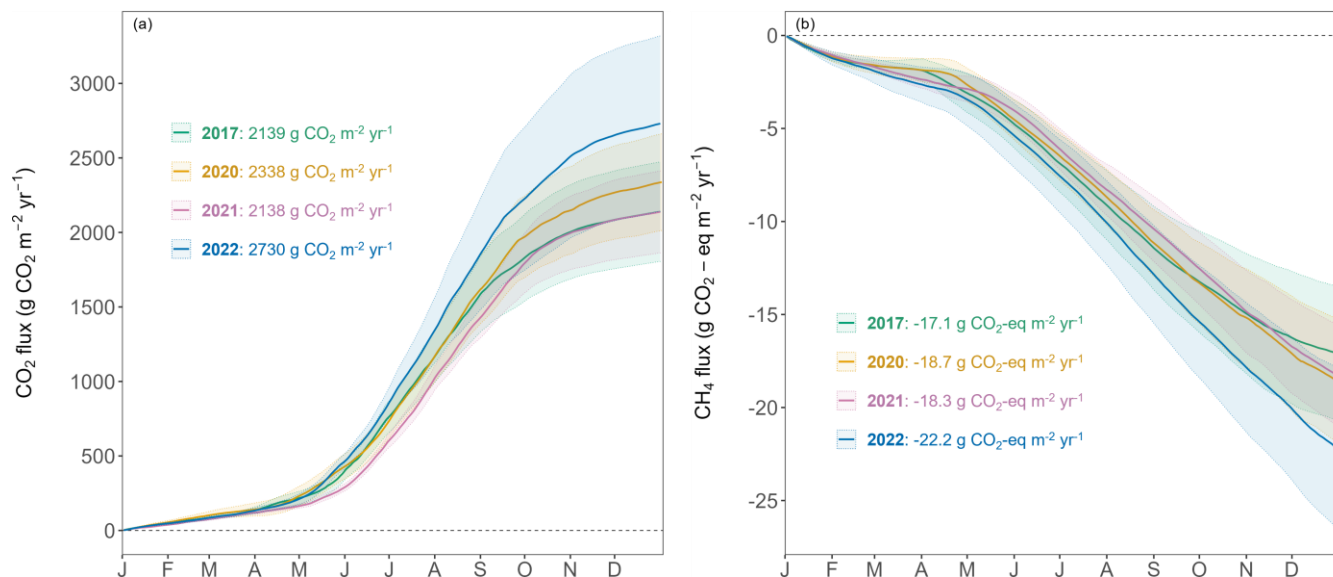 (a)
CO₂ flux (g CO₂ m⁻² yr⁻¹)
3000
2500
2000
1500
1000
500
0
2017: 2139 g CO₂ m⁻² yr⁻¹
2020: 2338 g CO₂ m⁻² yr⁻¹
2021: 2138 g CO₂ m⁻² yr⁻¹
2022: 2730 g CO₂ m⁻² yr⁻¹
J F M A M J J A S O N D
(b)
CH₄ flux (g CO₂ − eq m⁻² yr⁻¹)
0
-5
-10
-15
-20
-25
2017: -17.1 g CO₂-eq m⁻² yr⁻¹
2020: -18.7 g CO₂-eq m⁻² yr⁻¹
2021: -18.3 g CO₂-eq m⁻² yr⁻¹
2022: -22.2 g CO₂-eq m⁻² yr⁻¹
J F M A M J J A S O N D